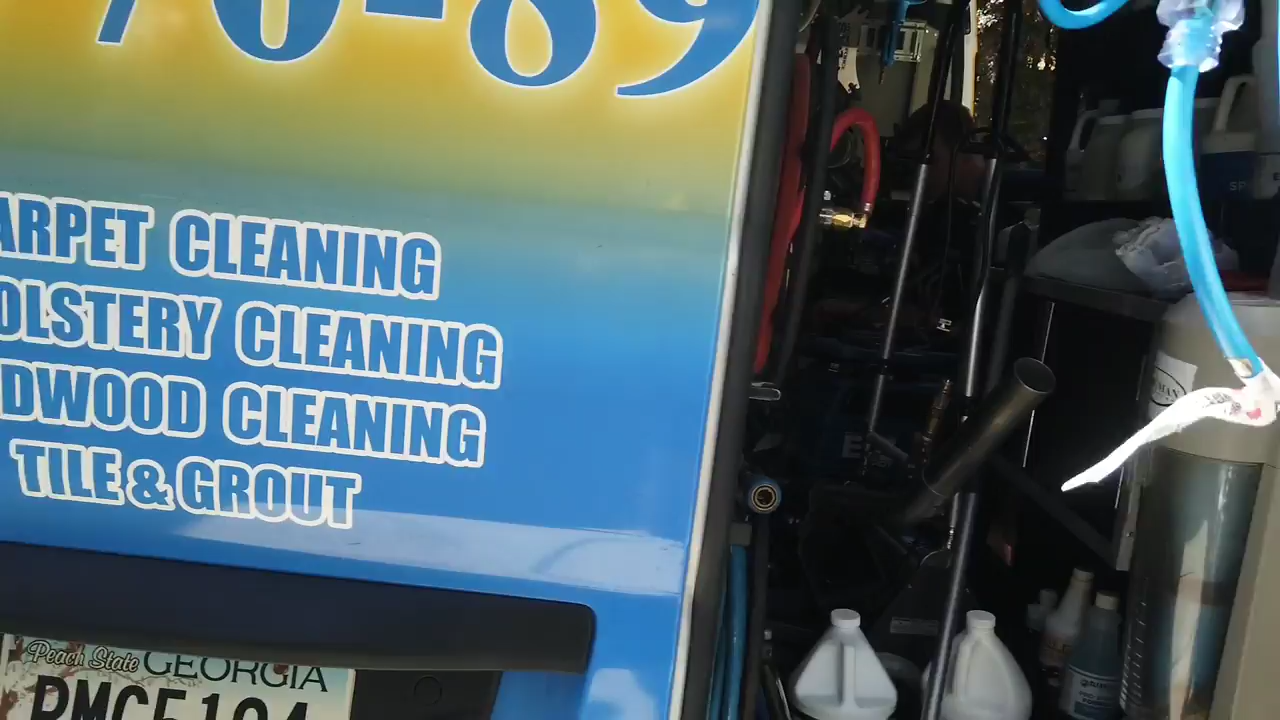 70-89
ARPET CLEANING
OLSTERY CLEANING
DWOOD CLEANING
TILE & GROUT
Peach State GEORGIA